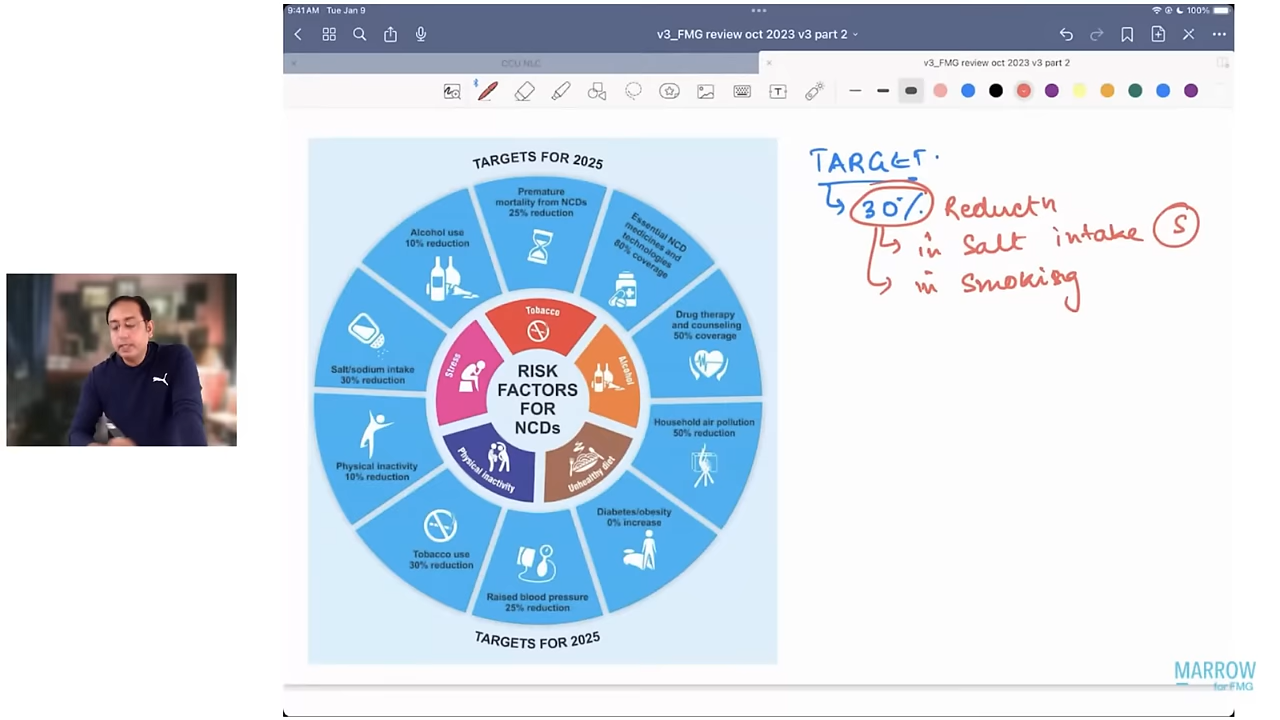 9:41 AM Tue Jan 9
100%
v3_FMG review oct 2023 v3 part 2
CCU NLC
v3_FMG review oct 2023 v3 part 2
T
TARGETS FOR 2025
Premature
mortality from NCDs
25% reduction
Essential NCD
medicines and
technologies
80% coverage
Drug therapy
and counseling
50% coverage
Household air pollution
50% reduction
Diabetes/obesity
0% increase
Raised blood pressure
25% reduction
Tobacco use
30% reduction
Physical inactivity
10% reduction
Salt/sodium intake
30% reduction
Alcohol use
10% reduction
Tobacco
Alcohol
Unhealthy diet
Physical inactivity
Stress
RISK
FACTORS
FOR
NCDs
TARGETS FOR 2025
TARGET.
30% Reductn
in Salt intake S
in Smoking
MARROW
for FMG